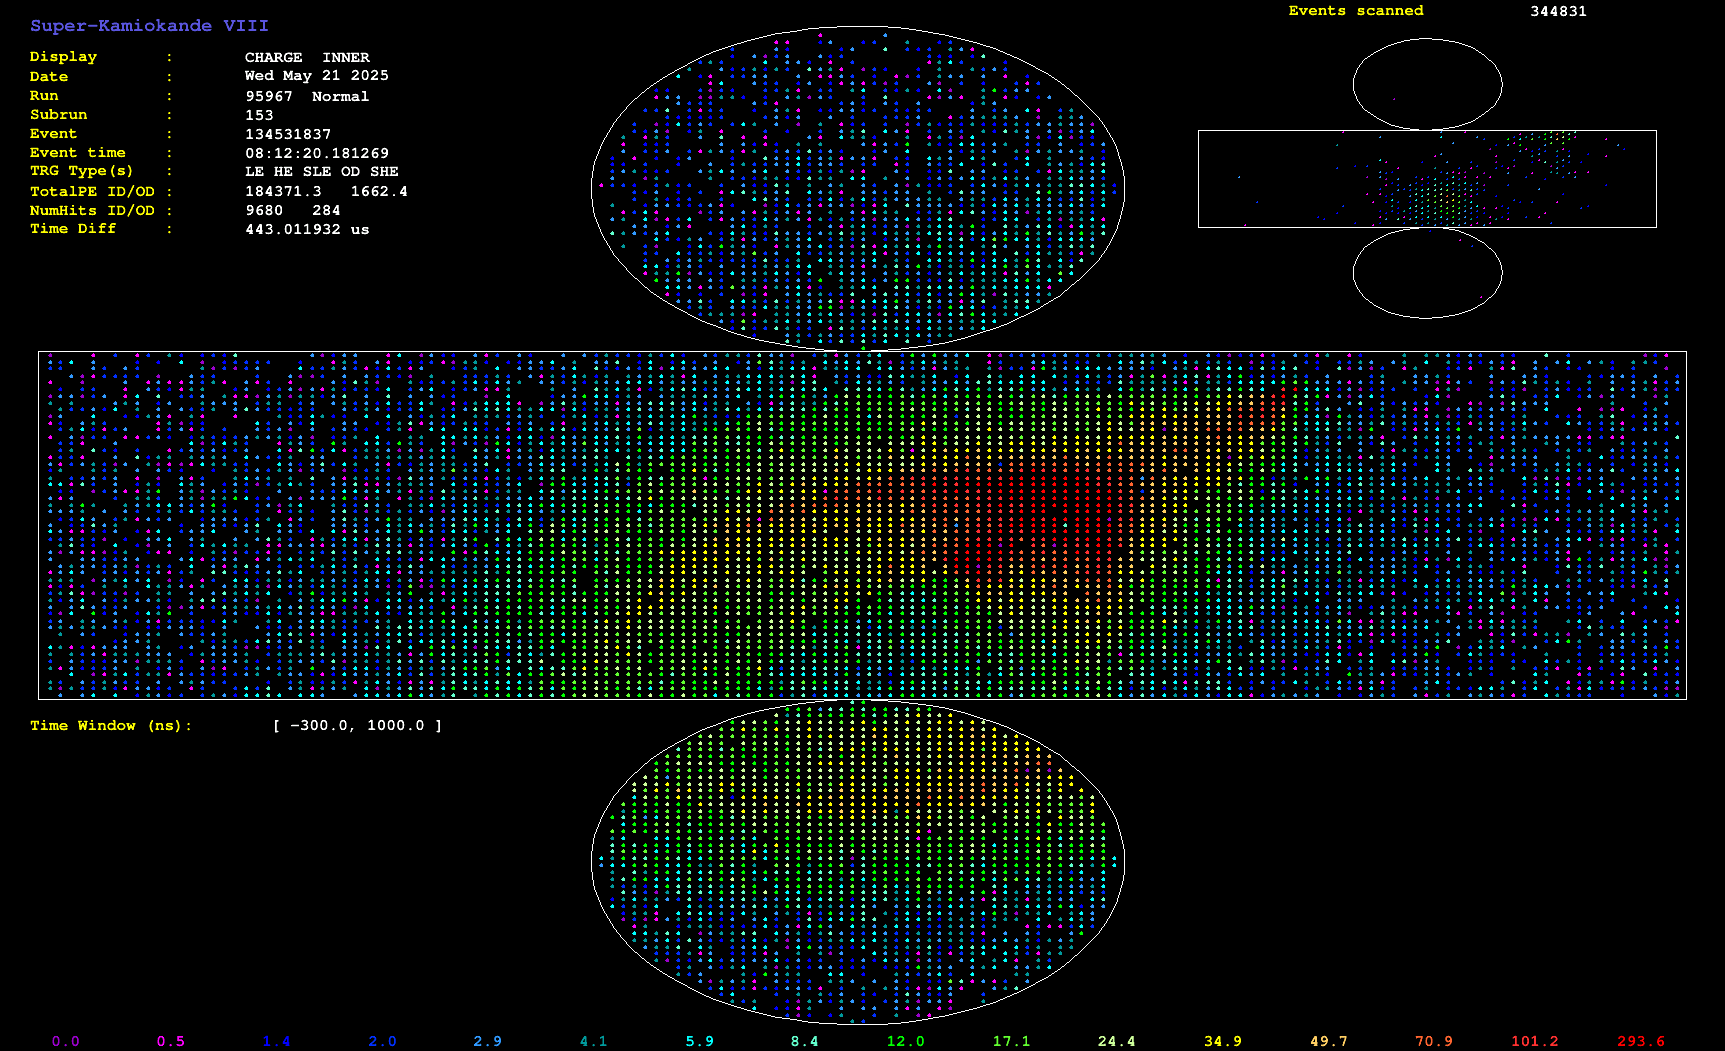 Super-Kamiokande VIII
Events scanned 344831
Display : CHARGE INNER
Date : Wed May 21 2025
Run : 95967 Normal
Subrun : 153
Event : 134531837
Event time : 08:12:20.181269
TRG Type(s) : LE HE SLE OD SHE
TotalPE ID/OD : 184371.3 1662.4
NumHits ID/OD : 9680 284
Time Diff : 443.011932 us
Time Window (ns): [ -300.0, 1000.0 ]
0.0 0.5 1.4 2.0 2.9 4.1 5.9 8.4 12.0 17.1 24.4 34.9 49.7 70.9 101.2 293.6